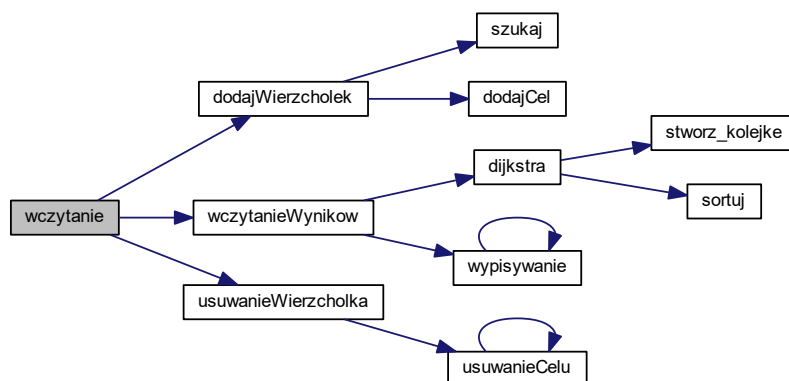 szukaj
dodajWierzcholek
dodajCel
stworz_kolejke
dijkstra
sortuj
wczytanie
wczytanieWynikow
wypisywanie
usuwanieWierzcholka
usuwanieCelu